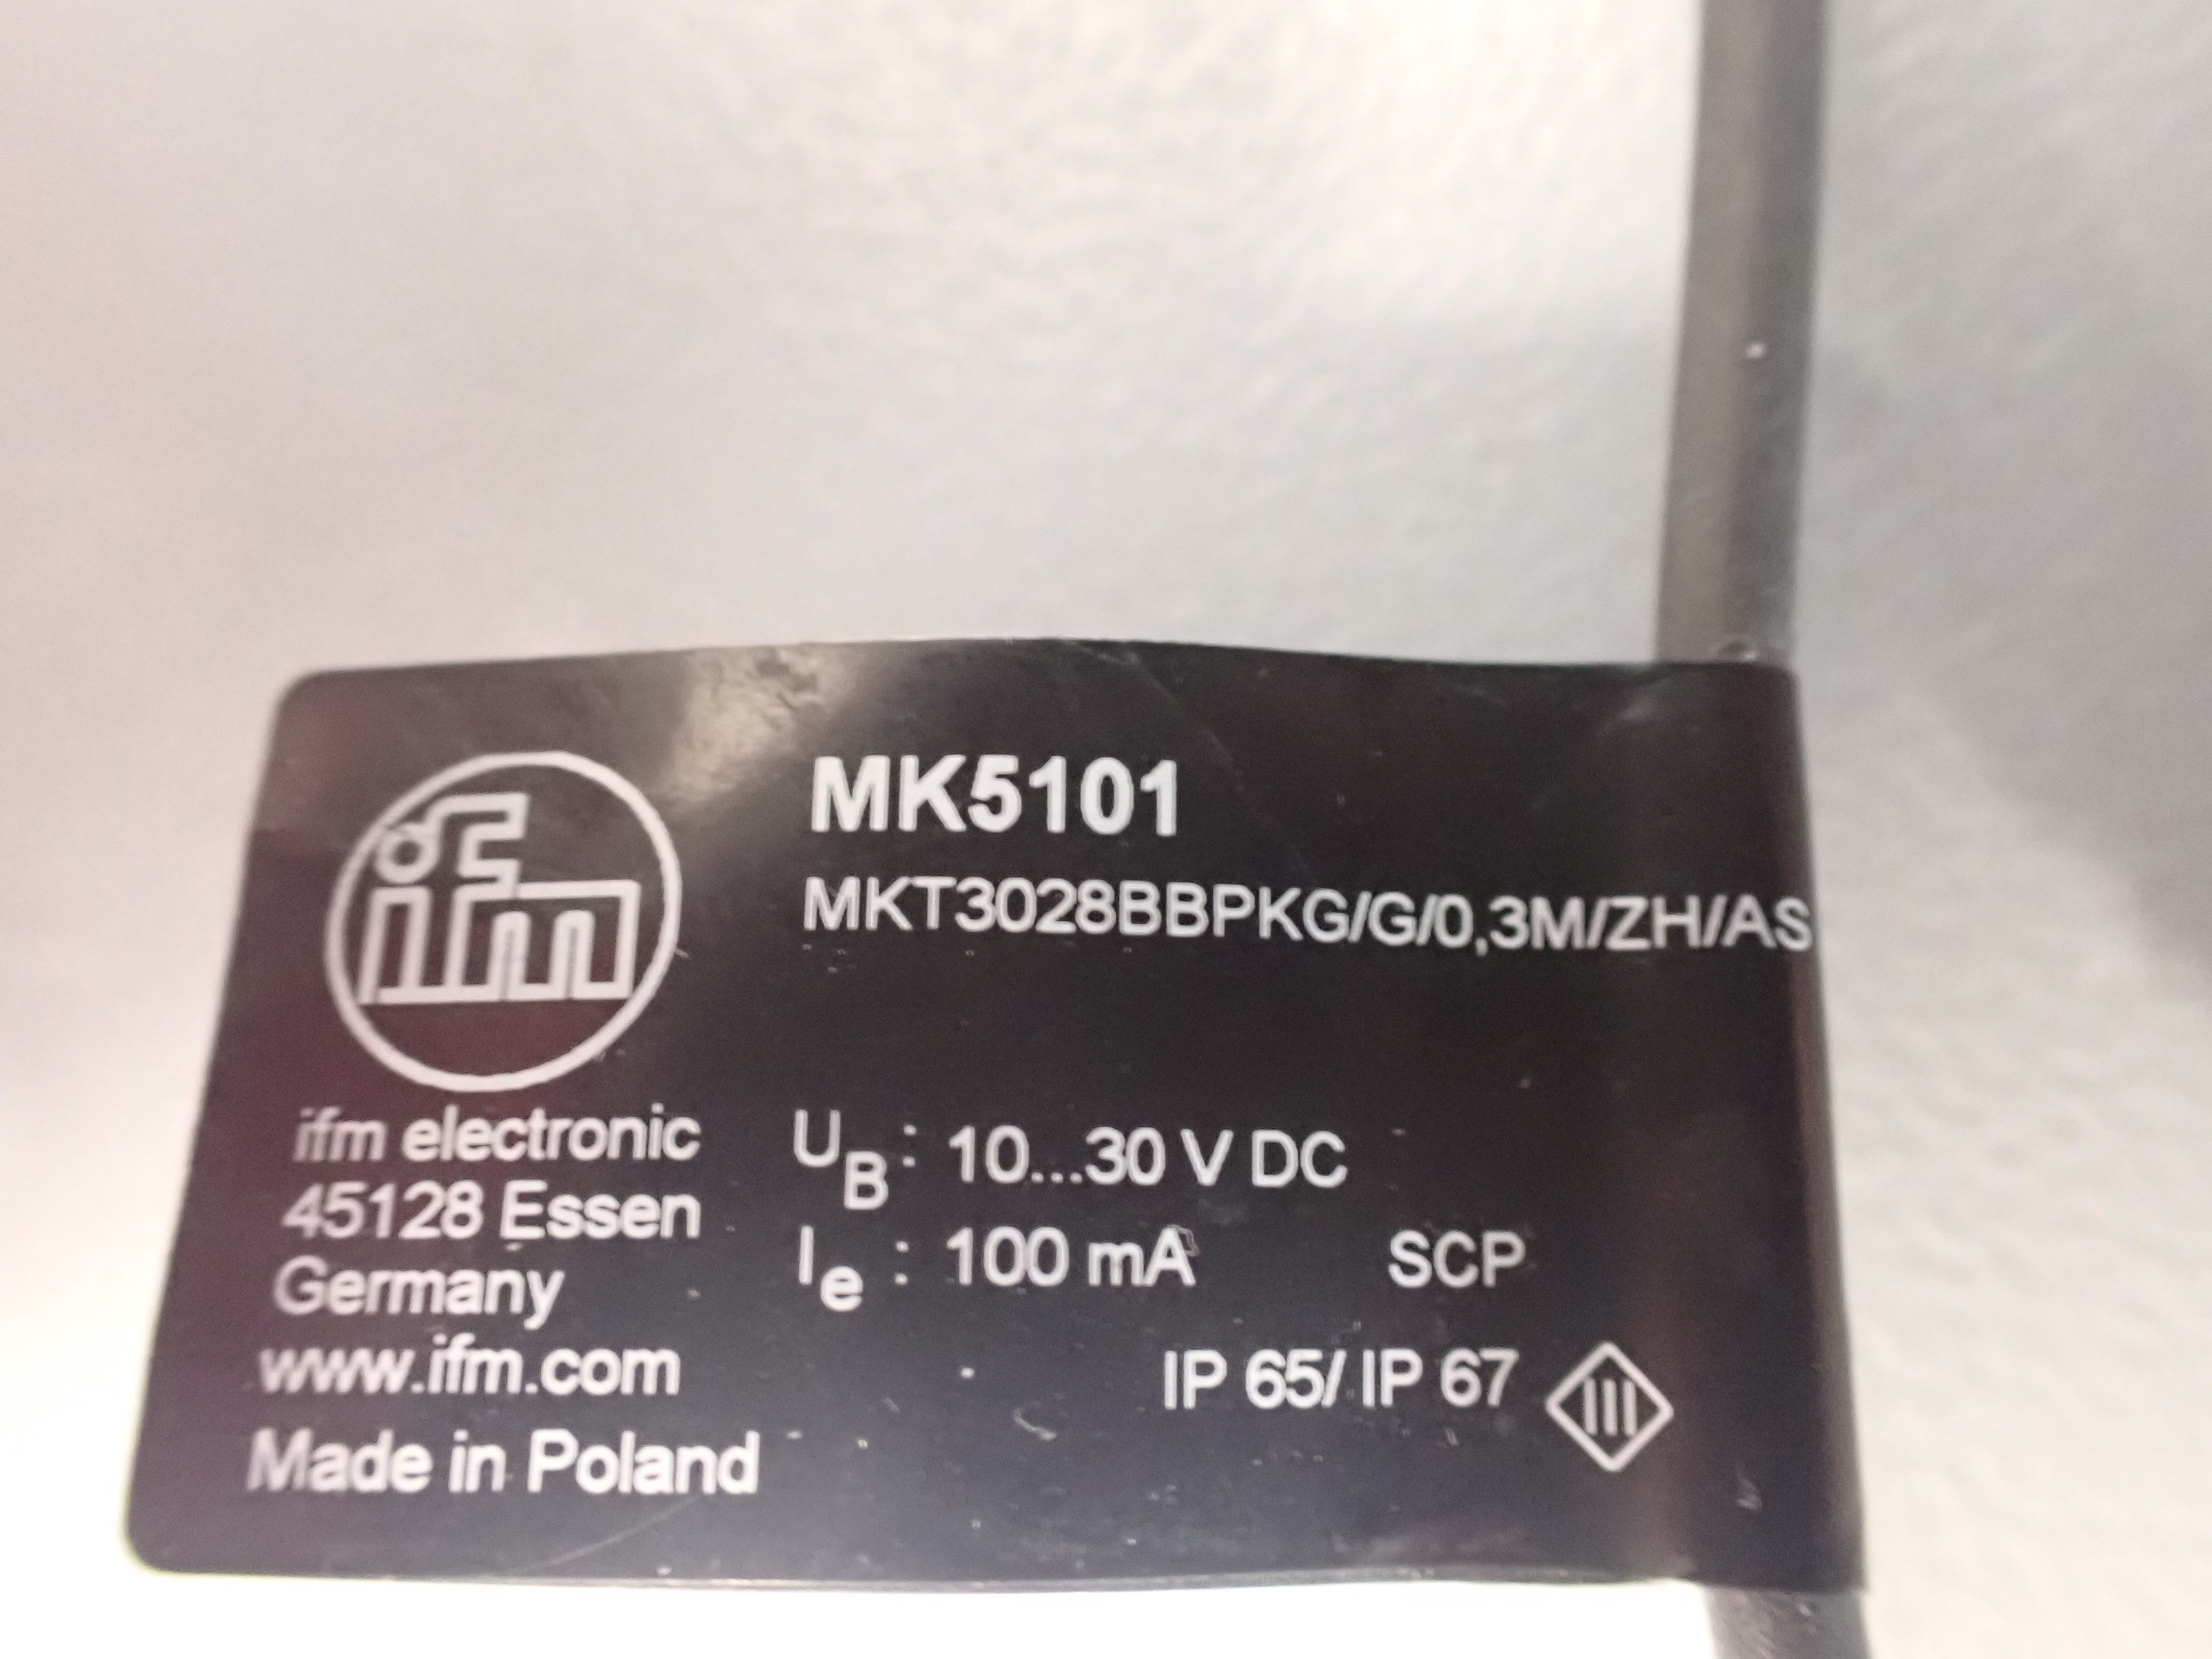 ifm
MK5101
MKT3028BBPKG/G/0,3M/ZH/AS
ifm electronic
45128 Essen
Germany
www.ifm.com
Made in Poland
UB: 10...30 V DC
Ie : 100 mA SCP
IP 65/ IP 67 III